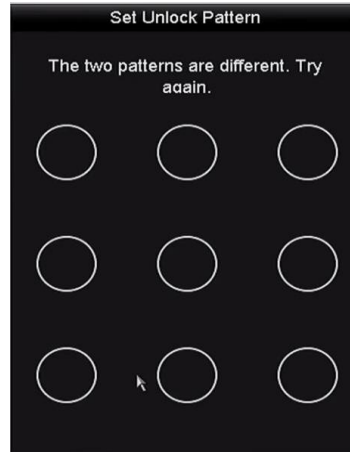 Set Unlock Pattern
The two patterns are different. Try
again.